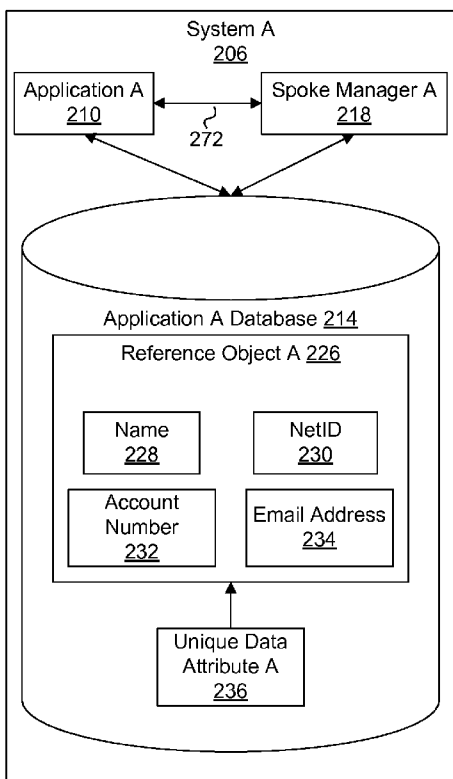 System A
206
Application A
210
Spoke Manager A
218
272
Application A Database 214
Reference Object A 226
Name
228
NetID
230
Account
Number
232
Email Address
234
Unique Data
Attribute A
236